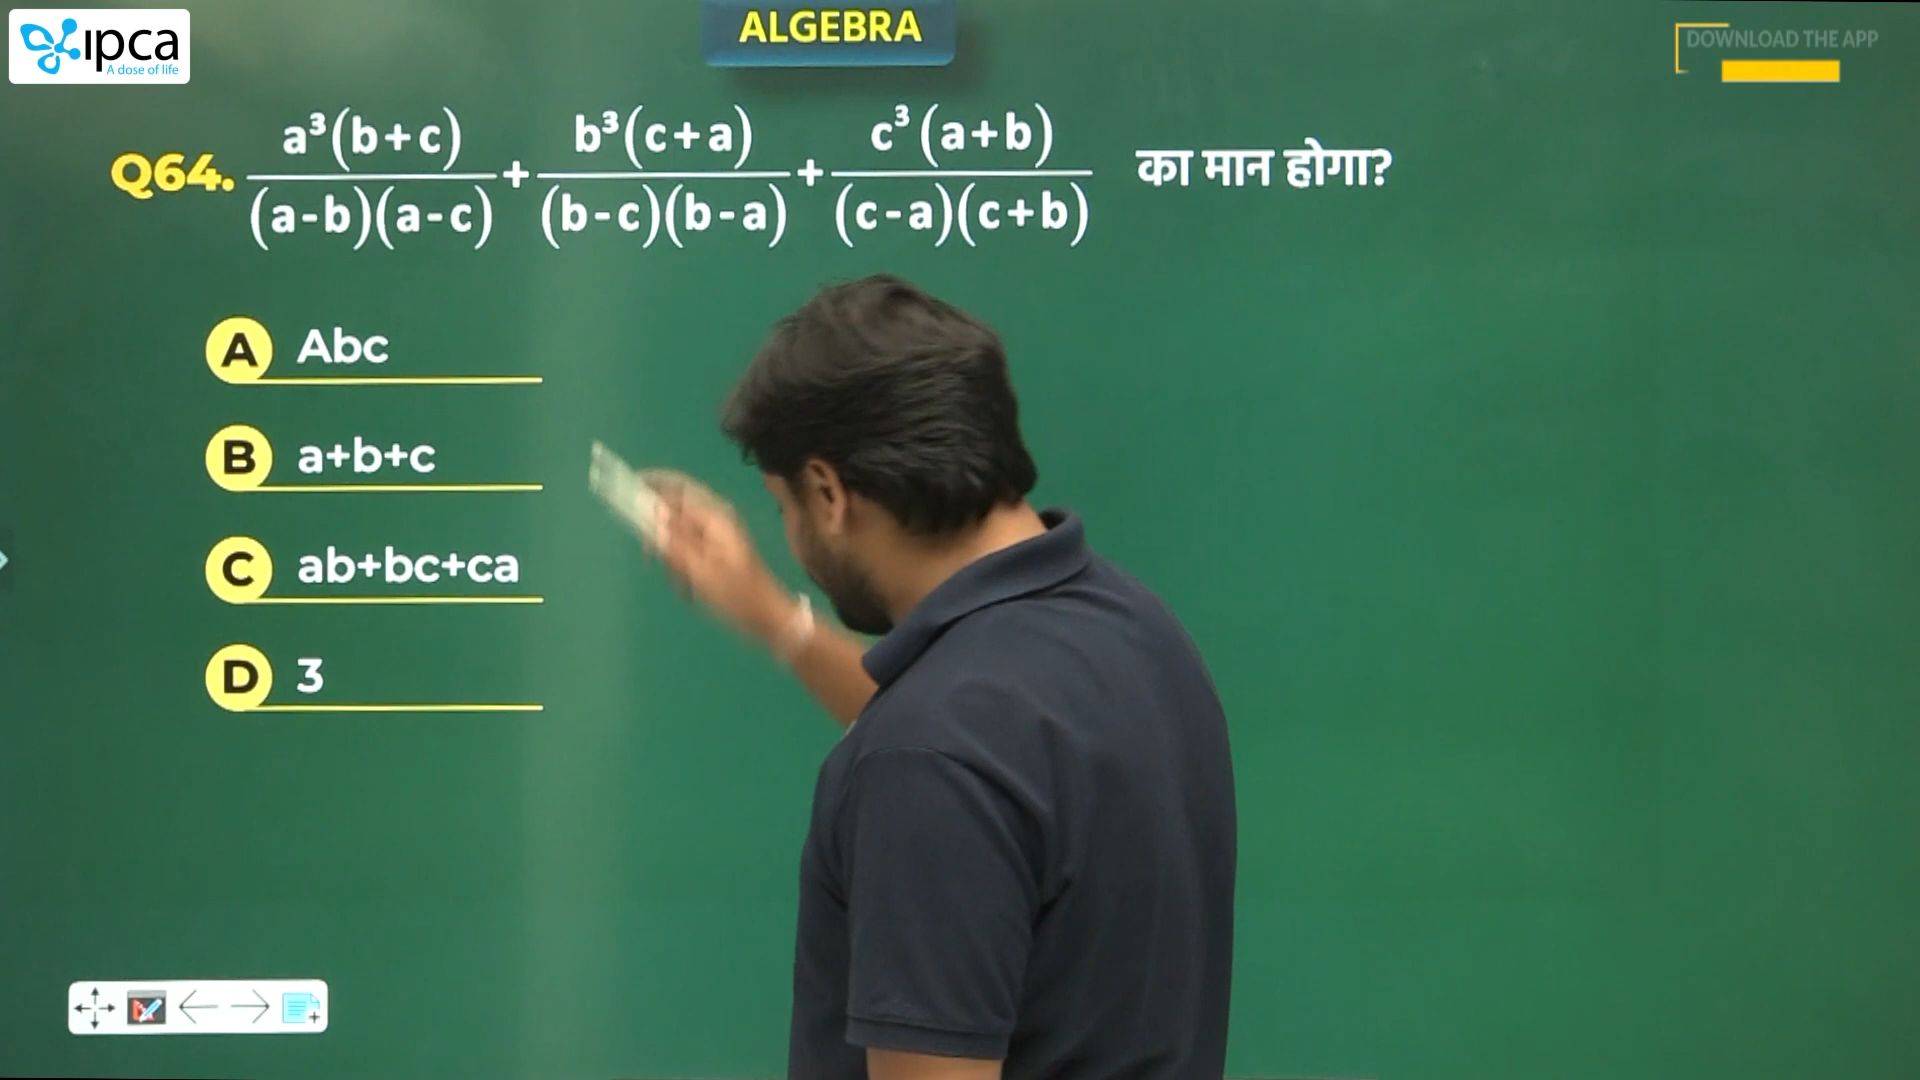 ipca
A dose of life
ALGEBRA
DOWNLOAD THE APP
Q64. a³(b+c)/(a-b)(a-c) + b³(c+a)/(b-c)(b-a) + c³(a+b)/(c-a)(c+b) का मान होगा?
A Abc
B a+b+c
C ab+bc+ca
D 3